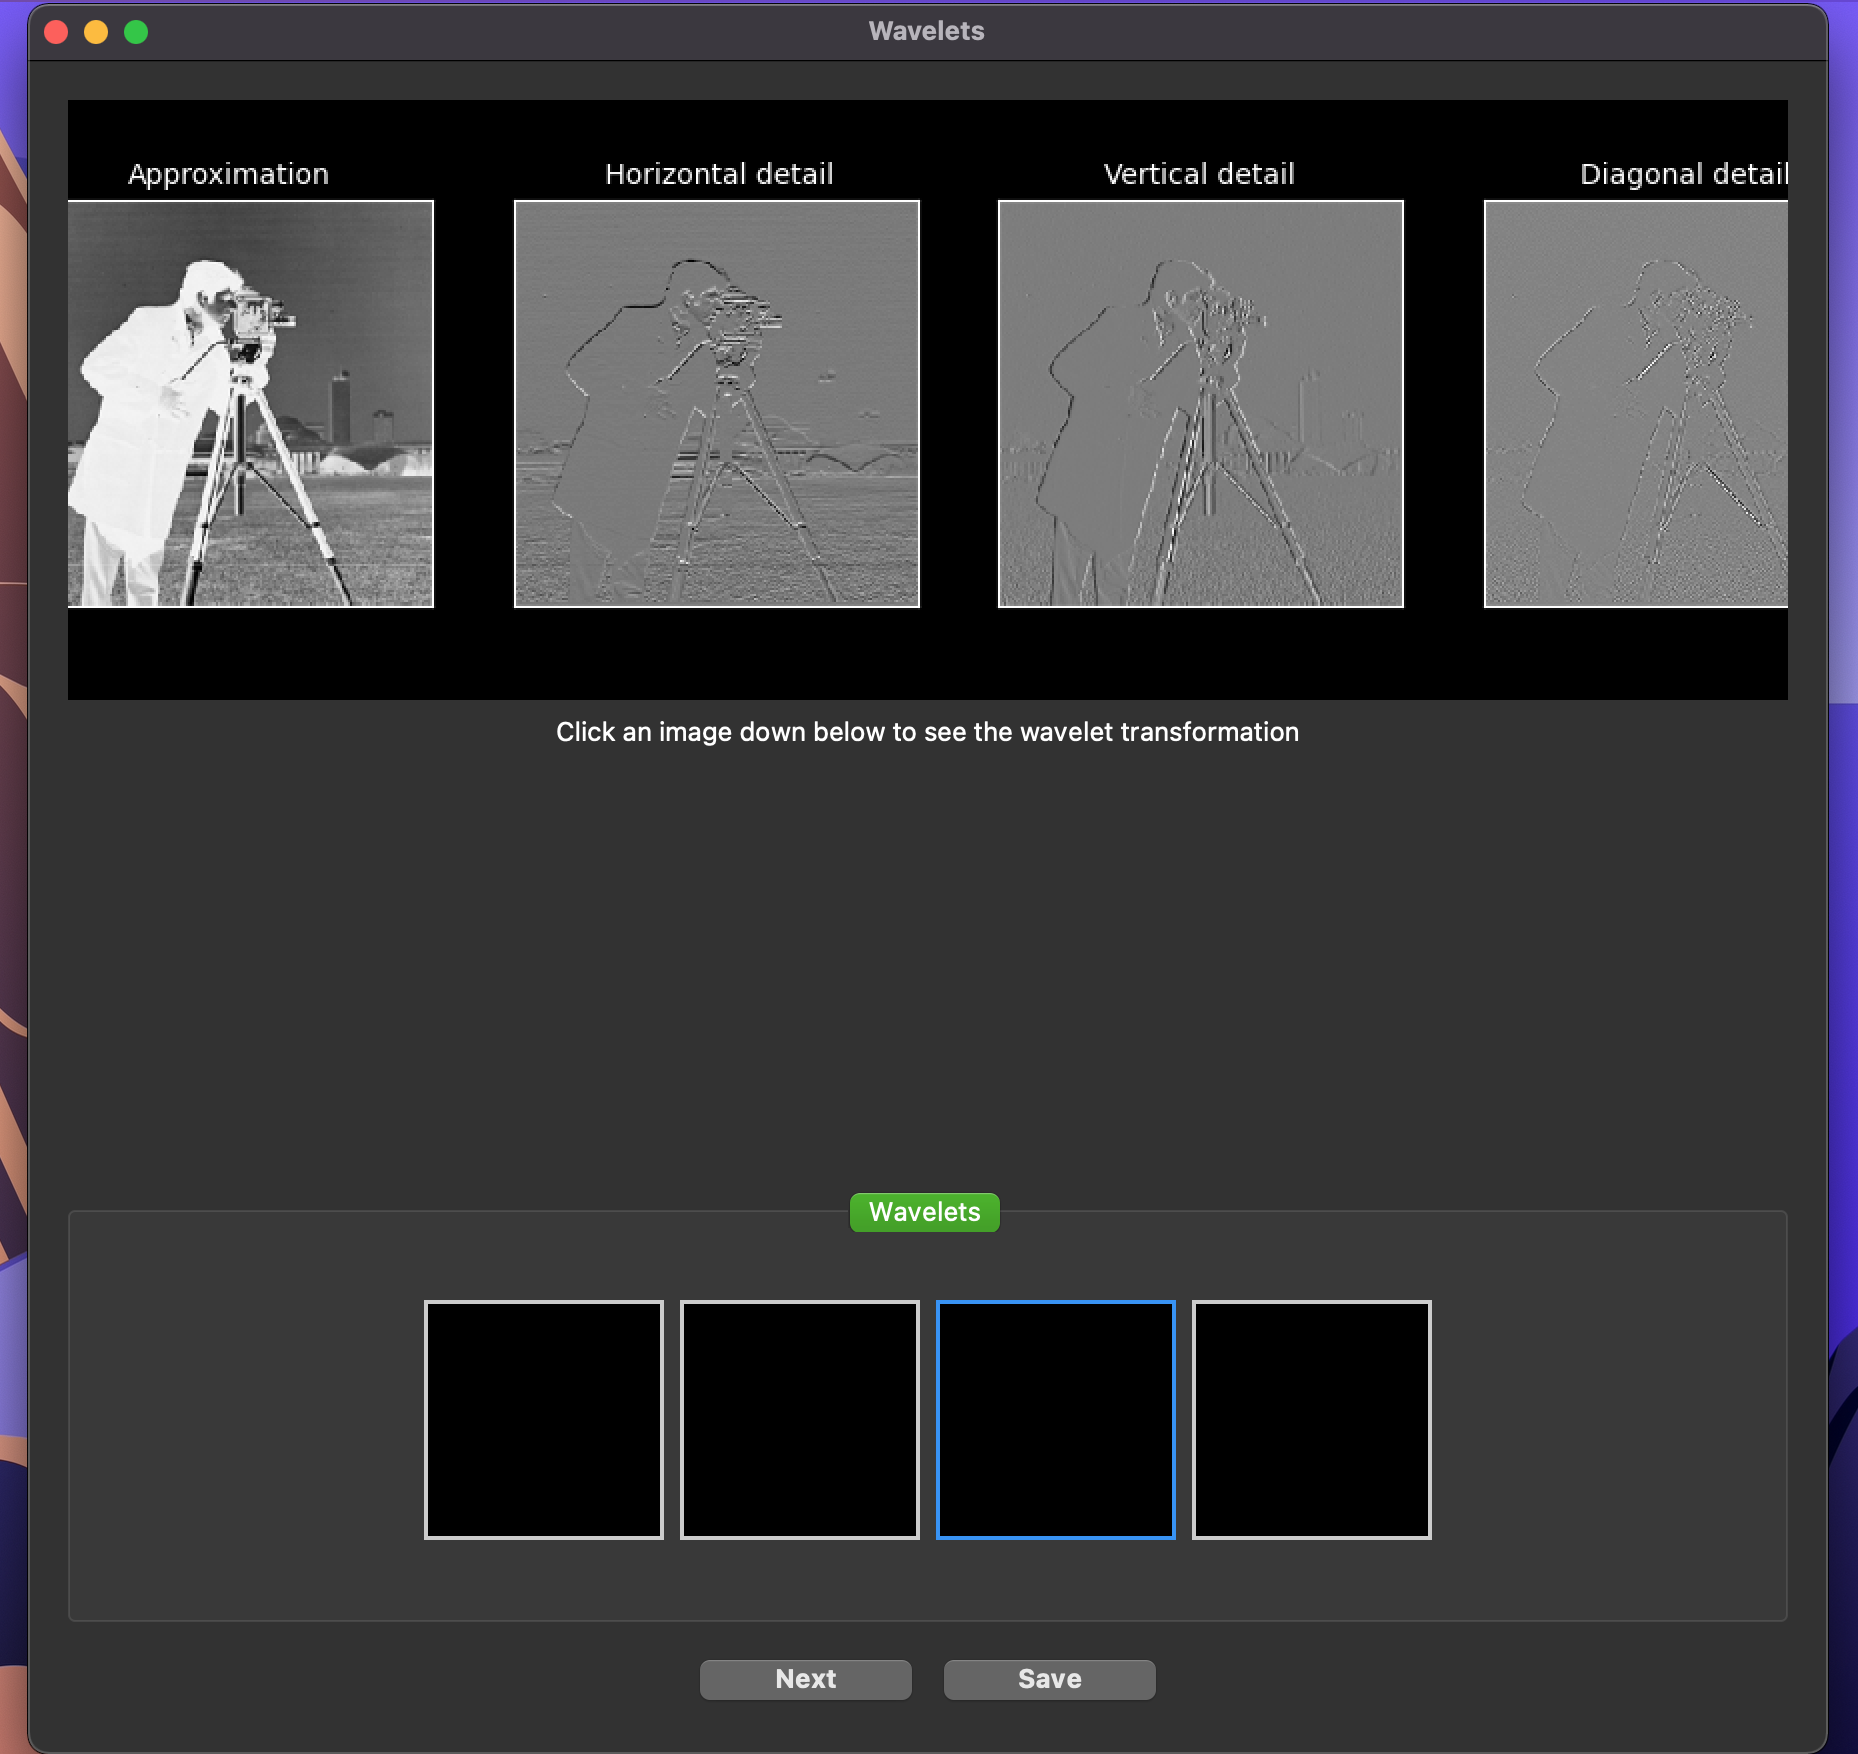 Wavelets
Approximation
Horizontal detail
Vertical detail
Diagonal detail
Click an image down below to see the wavelet transformation
Wavelets
Next
Save